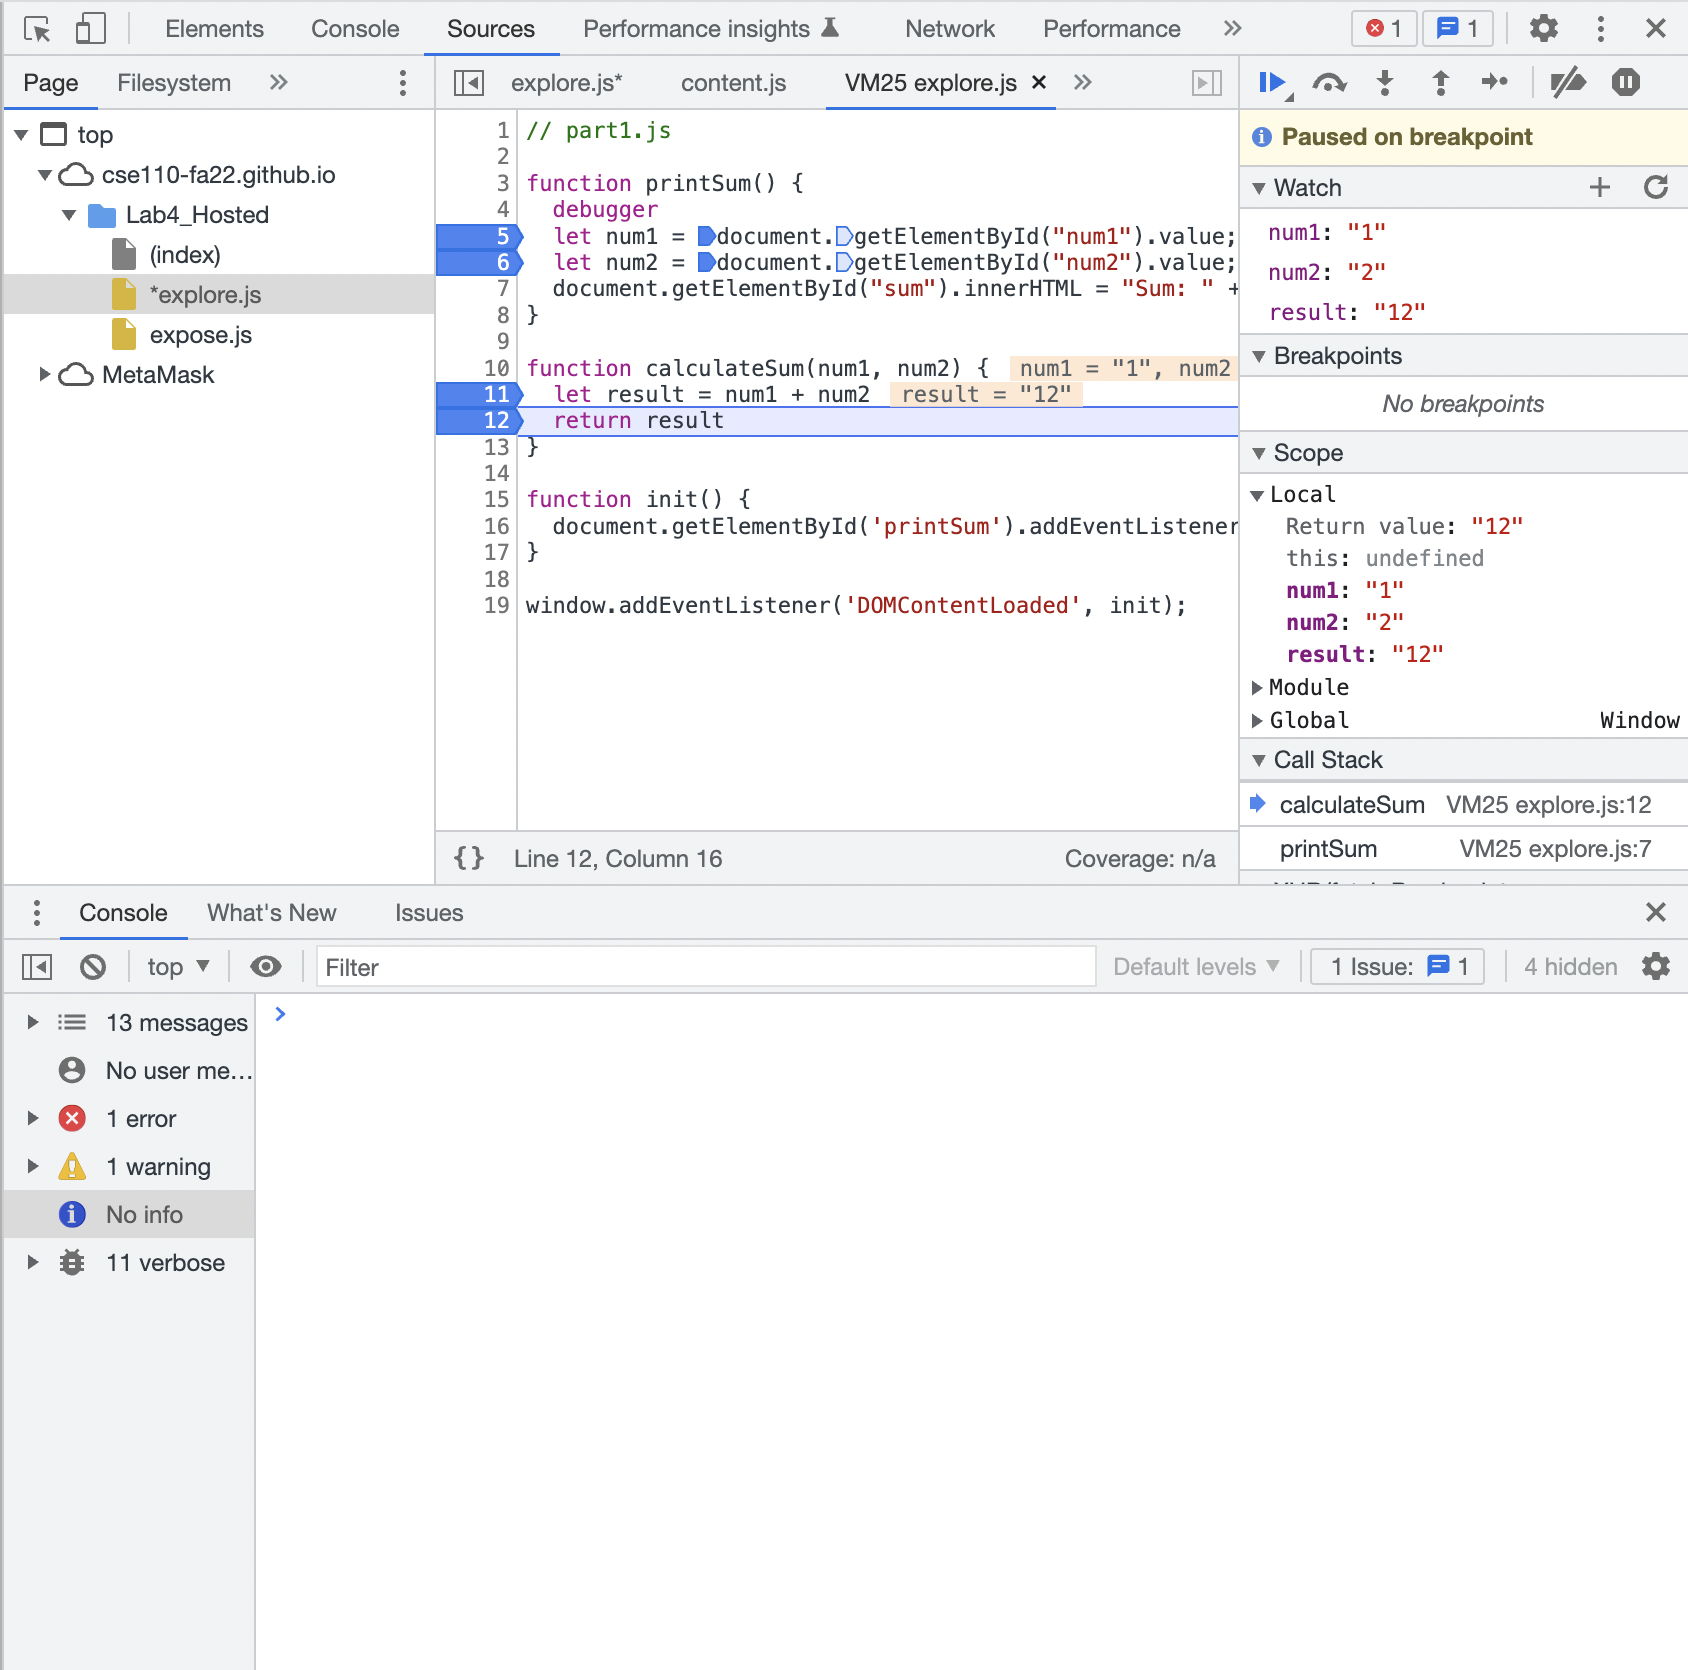 Elements Console Sources Performance insights Network Performance 1 1
Page Filesystem
explore.js* content.js VM25 explore.js
top
cse110-fa22.github.io
Lab4_Hosted
(index)
*explore.js
expose.js
MetaMask
1 // part1.js
2
3 function printSum() {
4 debugger
5 let num1 = document.getElementById("num1").value;
6 let num2 = document.getElementById("num2").value;
7 document.getElementById("sum").innerHTML = "Sum: " +
8 }
9
10 function calculateSum(num1, num2) { num1 = "1", num2
11 let result = num1 + num2 result = "12"
12 return result
13 }
14
15 function init() {
16 document.getElementById('printSum').addEventListener
17 }
18
19 window.addEventListener('DOMContentLoaded', init);
{} Line 12, Column 16 Coverage: n/a
Paused on breakpoint
Watch
num1: "1"
num2: "2"
result: "12"
Breakpoints
No breakpoints
Scope
Local
Return value: "12"
this: undefined
num1: "1"
num2: "2"
result: "12"
Module
Global Window
Call Stack
calculateSum VM25 explore.js:12
printSum VM25 explore.js:7
Console What's New Issues
top Filter Default levels 1 Issue: 1 4 hidden
13 messages
No user me...
1 error
1 warning
No info
11 verbose